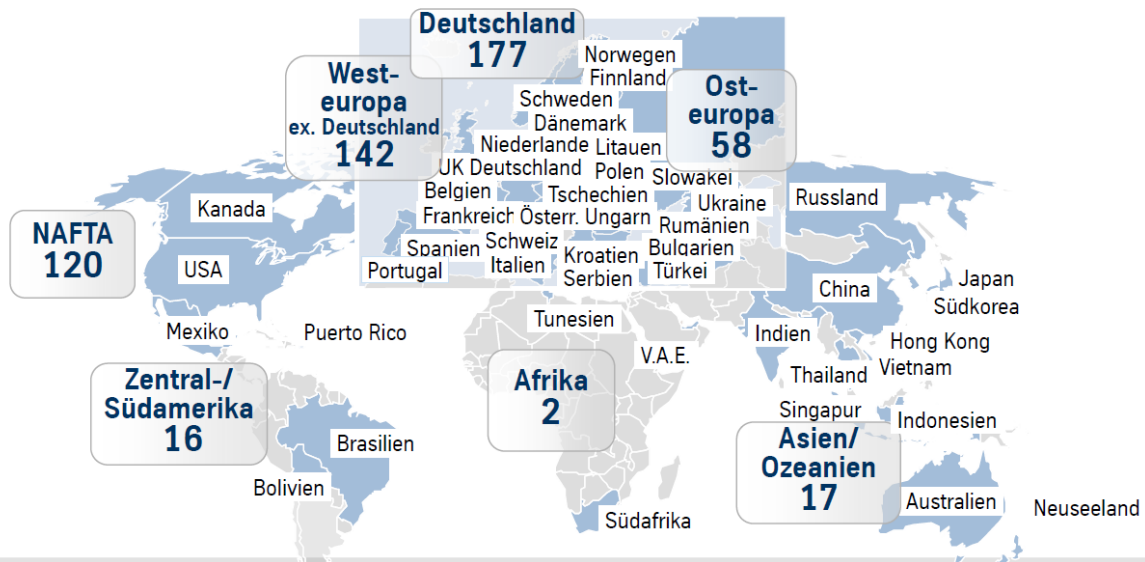 Deutschland
177
West-
europa
ex. Deutschland
142
Ost-
europa
58
NAFTA
120
Zentral-/
Südamerika
16
Afrika
2
Asien/
Ozeanien
17
Norwegen
Finnland
Schweden
Dänemark
Niederlande
Litauen
UK
Deutschland
Polen
Slowakei
Belgien
Tschechien
Ukraine
Frankreich
Österr.
Ungarn
Rumänien
Spanien
Schweiz
Kroatien
Bulgarien
Portugal
Italien
Serbien
Türkei
Kanada
USA
Mexiko
Puerto Rico
Brasilien
Bolivien
Tunesien
V.A.E.
Südafrika
Russland
China
Japan
Südkorea
Indien
Hong Kong
Vietnam
Thailand
Singapur
Indonesien
Australien
Neuseeland